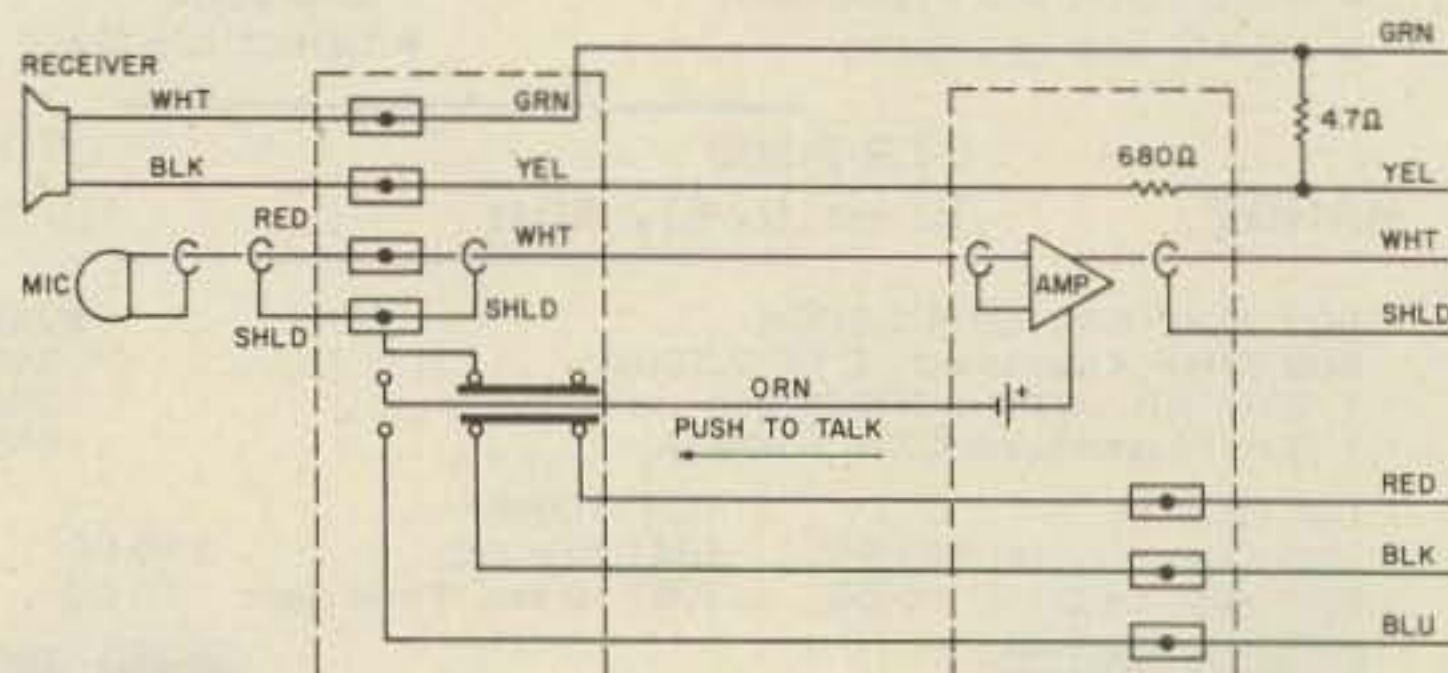 GRN
RECEIVER
WHT
GRN
4.7Ω
680Ω
BLK
YEL
YEL
RED
WHT
WHT
MIC
AMP
SHLD
SHLD
SHLD
ORN
+
PUSH TO TALK
RED
BLK
BLU